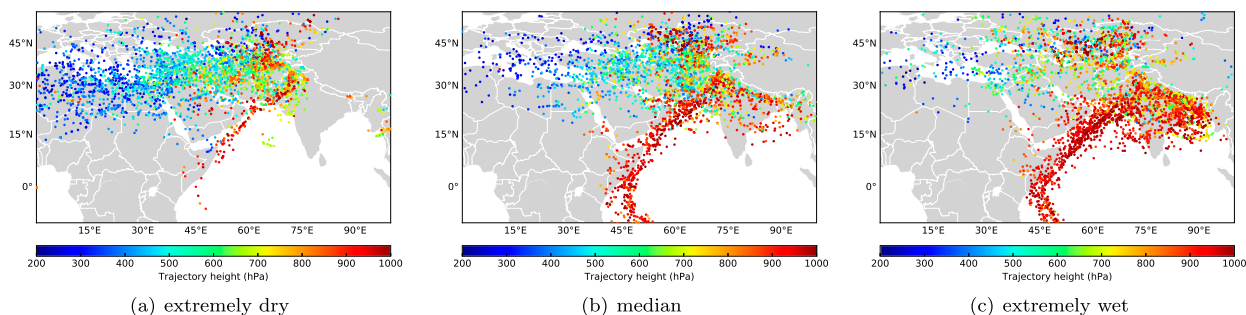 45°N
30°N
15°N
0°
15°E 30°E 45°E 60°E 75°E 90°E
200 300 400 500 600 700 800 900 1000
Trajectory height (hPa)
(a) extremely dry
45°N
30°N
15°N
0°
15°E 30°E 45°E 60°E 75°E 90°E
200 300 400 500 600 700 800 900 1000
Trajectory height (hPa)
(b) median
45°N
30°N
15°N
0°
15°E 30°E 45°E 60°E 75°E 90°E
200 300 400 500 600 700 800 900 1000
Trajectory height (hPa)
(c) extremely wet